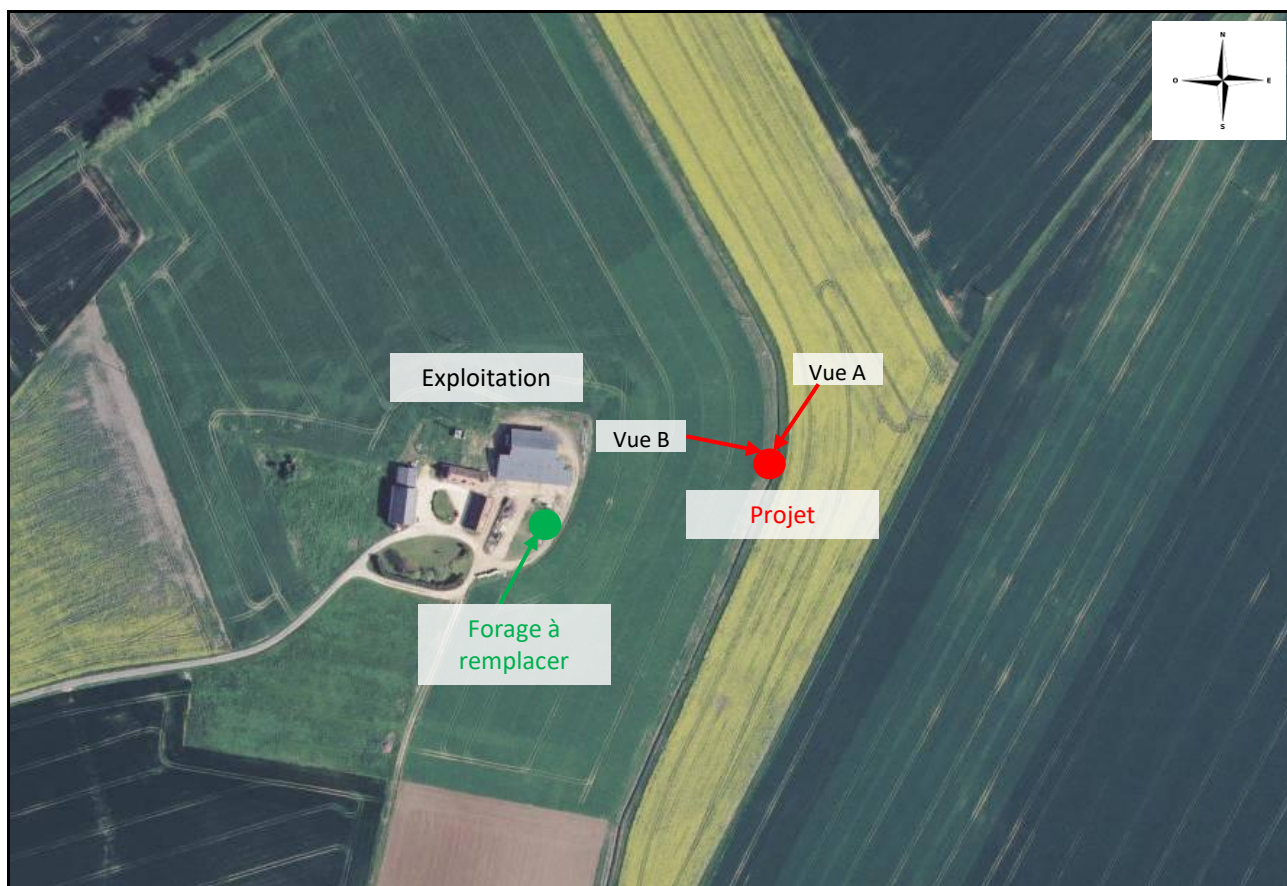 N
O
E
S
Exploitation
Vue A
Vue B
Projet
Forage à
remplacer